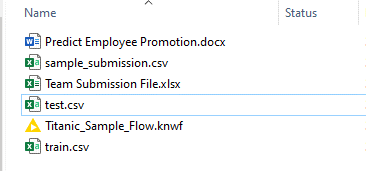 Name Status
Predict Employee Promotion.docx
sample_submission.csv
Team Submission File.xlsx
test.csv
Titanic_Sample_Flow.knwf
train.csv